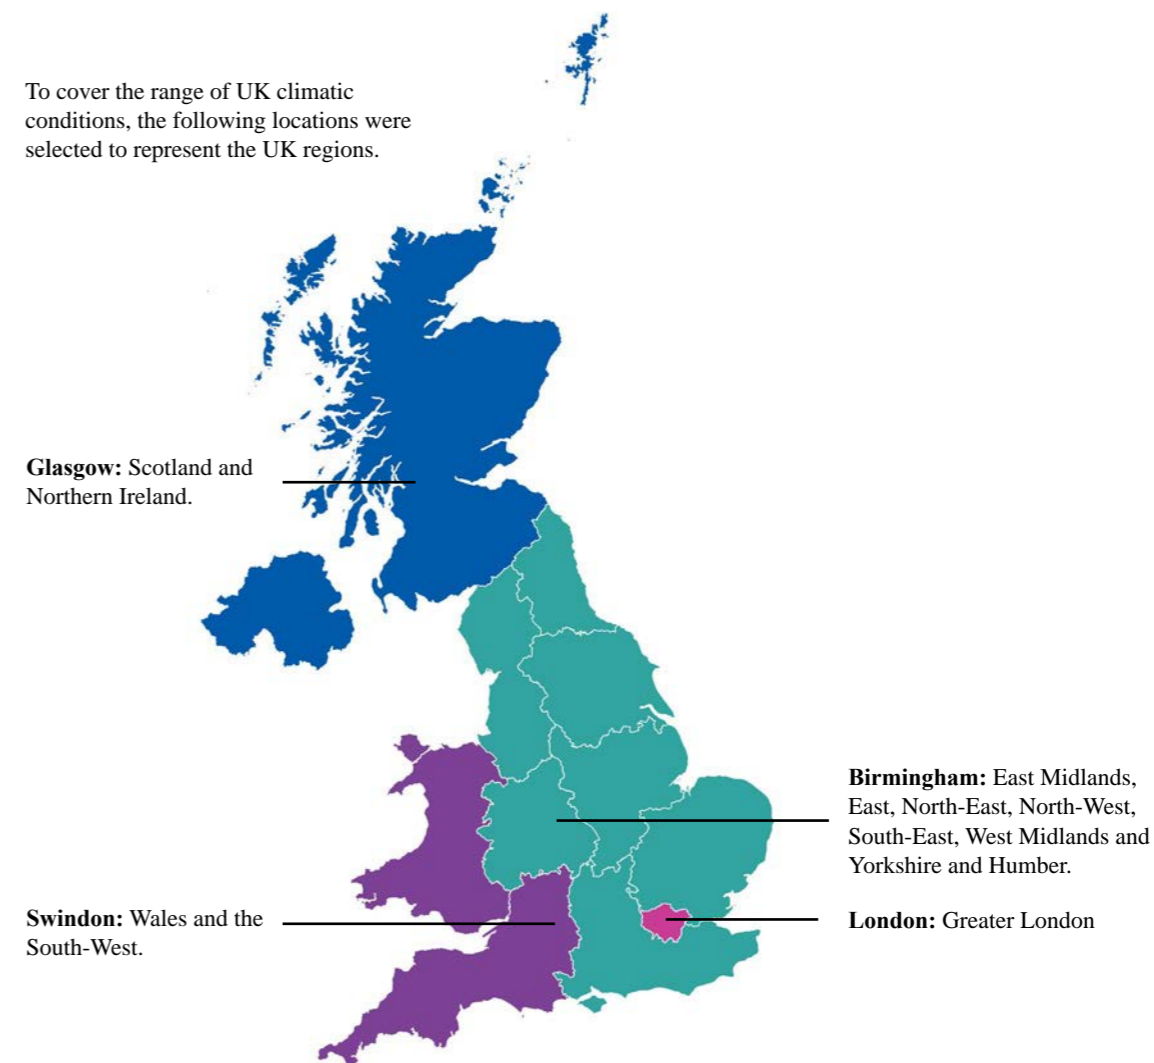 To cover the range of UK climatic
conditions, the following locations were
selected to represent the UK regions.
Glasgow: Scotland and
Northern Ireland.
Birmingham: East Midlands,
East, North-East, North-West,
South-East, West Midlands and
Yorkshire and Humber.
Swindon: Wales and the
South-West.
London: Greater London